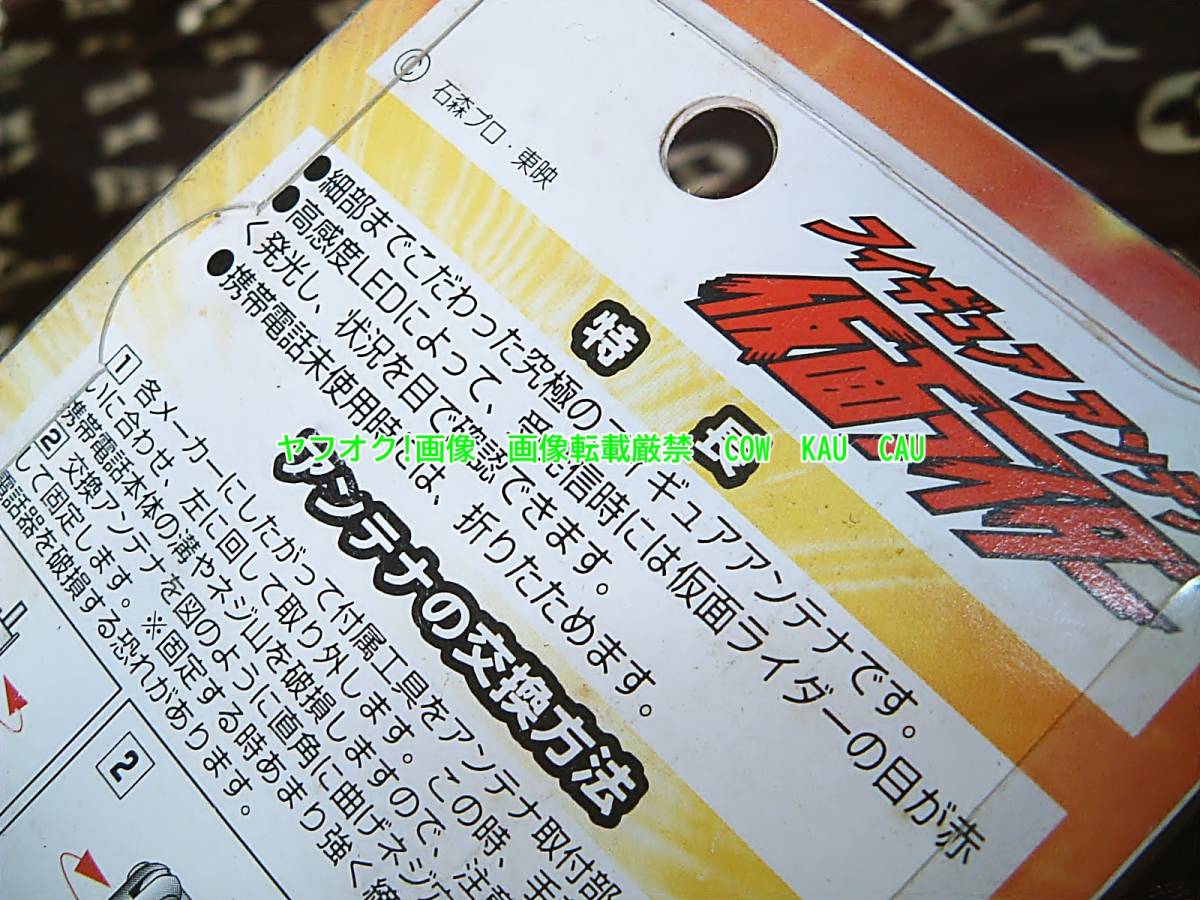 © 石森プロ・東映
フィギュアアンテナ
仮面ライダー
特長
●細部までこだわった究極のフィギュアアンテナです。
●高感度LEDによって、受発信時には仮面ライダーの目が赤
く発光し、状況を目で確認できます。
●携帯電話未使用時には、折りたためます。
ヤフオク!画像 画像転載厳禁 COW KAU CAU
アンテナの交換方法
1 各メーカーにしたがって付属工具をアンテナ取付部
いに合わせ、左に回して取り外します。この時、手
携帯電話本体の溝やネジ山を破損しますので、注意
2 交換アンテナを図のように直角に曲げネジ穴
して固定します。※固定する時あまり強く締
電話器を破損する恐れがあります。
2